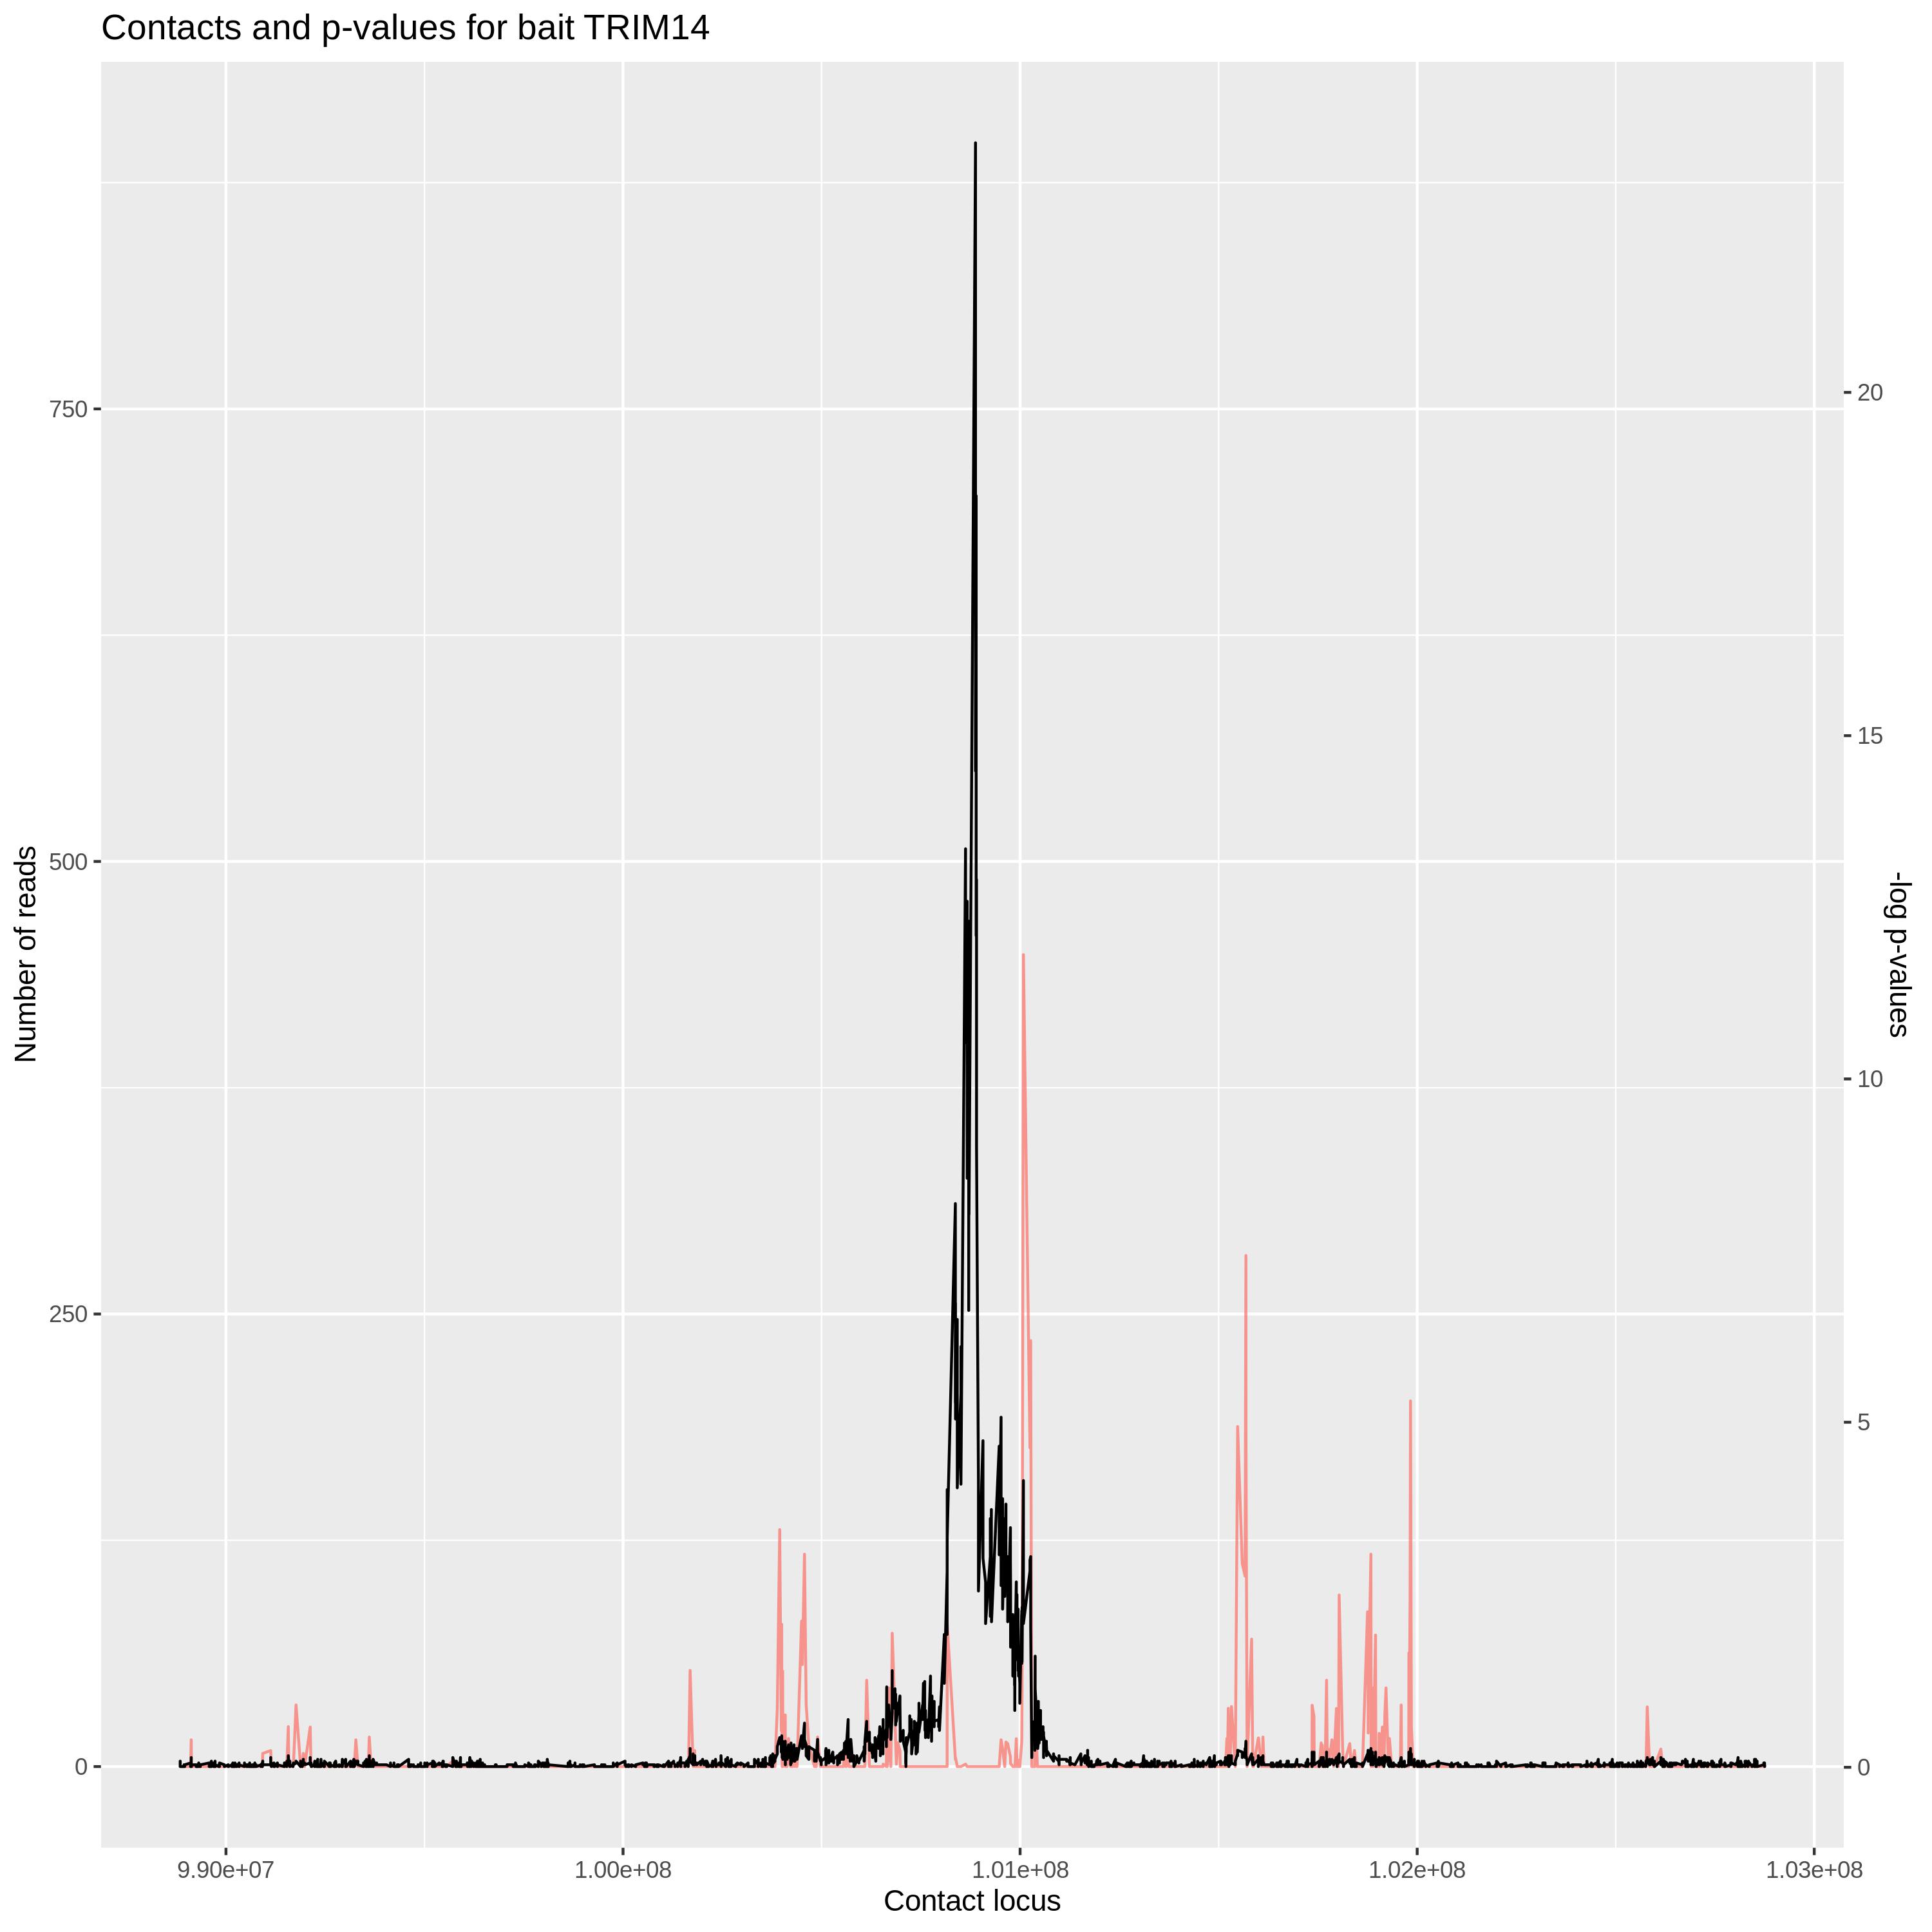 Contacts and p-values for bait TRIM14
Number of reads
750
500
250
0
20
15
10
5
0
-log p-values
9.90e+07 1.00e+08 1.01e+08 1.02e+08 1.03e+08
Contact locus